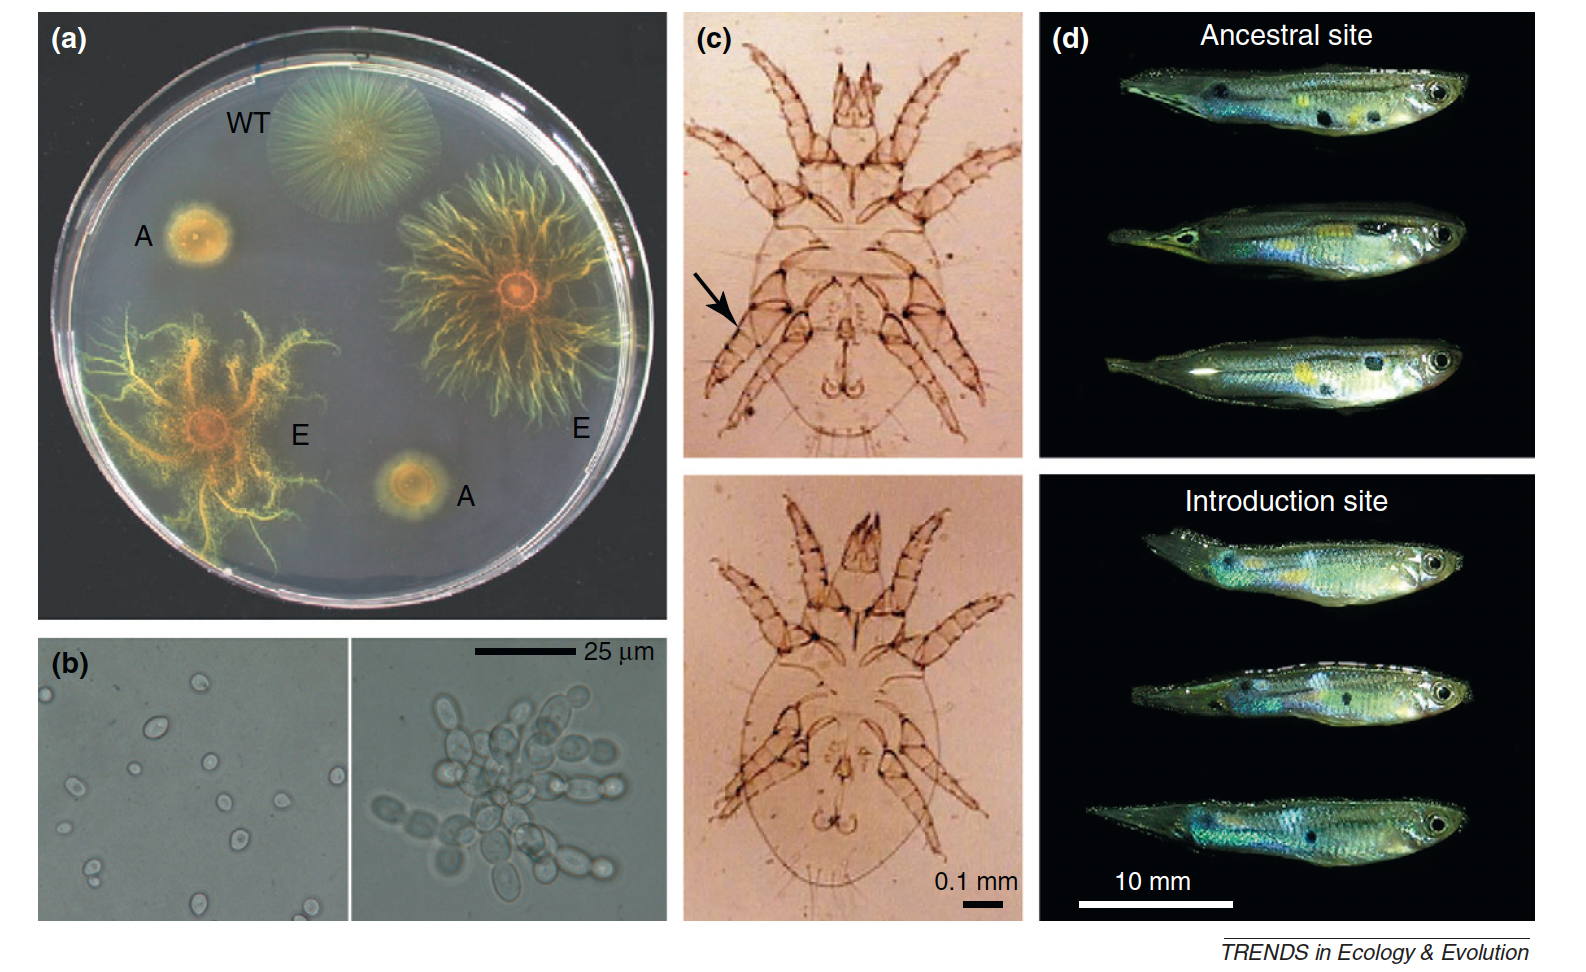 (a)
WT
A
E
E
A
(b)
25 μm
(c)
0.1 mm
(d)
Ancestral site
Introduction site
10 mm
TRENDS in Ecology & Evolution